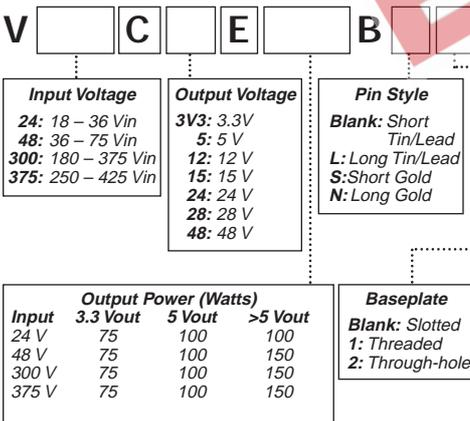 V C E B
Input Voltage
24: 18 – 36 Vin
48: 36 – 75 Vin
300: 180 – 375 Vin
375: 250 – 425 Vin
Output Voltage
3V3: 3.3V
5: 5 V
12: 12 V
15: 15 V
24: 24 V
28: 28 V
48: 48 V
Pin Style
Blank: Short
Tin/Lead
L: Long Tin/Lead
S:Short Gold
N: Long Gold
Output Power (Watts)
Input 3.3 Vout 5 Vout >5 Vout
24 V 75 100 100
48 V 75 100 150
300 V 75 100 150
375 V 75 100 150
Baseplate
Blank: Slotted
1: Threaded
2: Through-hole